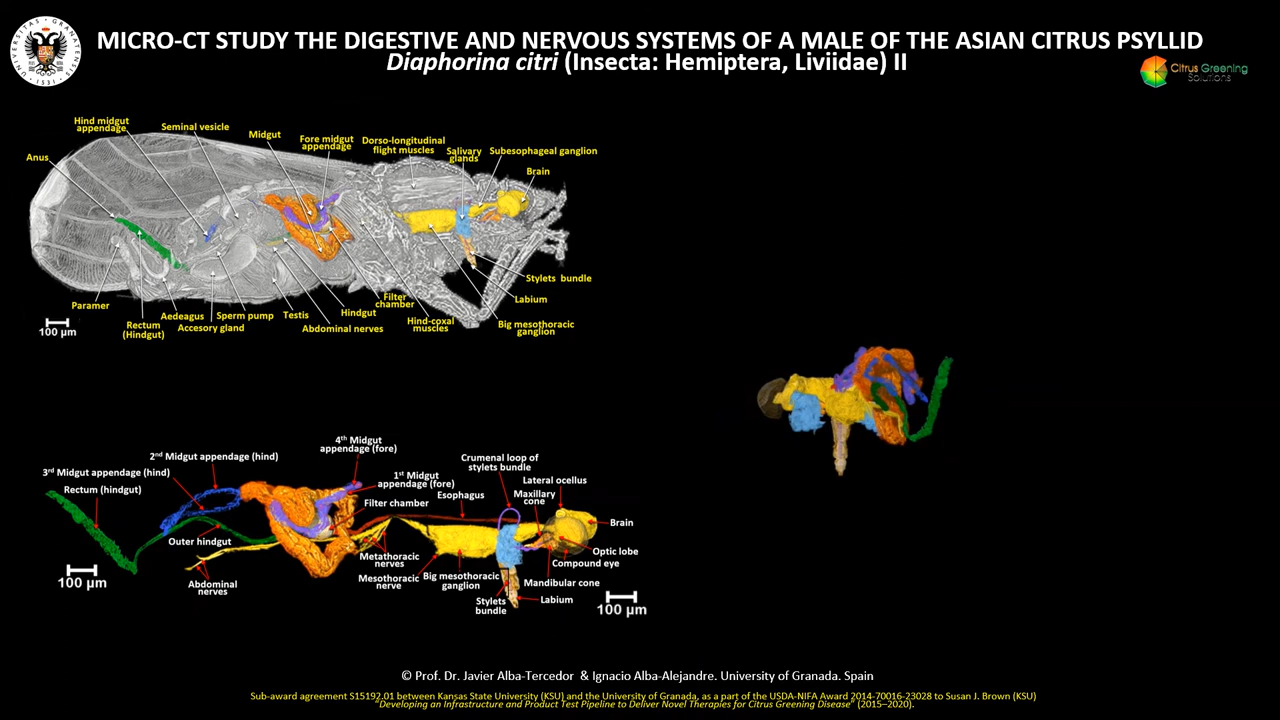 MICRO-CT STUDY THE DIGESTIVE AND NERVOUS SYSTEMS OF A MALE OF THE ASIAN CITRUS PSYLLID
Diaphorina citri (Insecta: Hemiptera, Liviidae) II
Citrus Greening
Solutions
Hind midgut
appendage
Seminal vesicle
Midgut
Fore midgut
appendage
Dorso-longitudinal
flight muscles
Salivary
glands
Subesophageal ganglion
Brain
Anus
Stylets bundle
Labium
Big mesothoracic
ganglion
Paramer
Rectum
(Hindgut)
Aedeagus
Accesory gland
Sperm pump
Testis
Abdominal nerves
Hindgut
Filter
chamber
Hind-coxal
muscles
100 µm
4th Midgut
appendage (fore)
2nd Midgut appendage (hind)
3rd Midgut appendage (hind)
Rectum (hindgut)
1st Midgut
appendage (fore)
Filter chamber
Esophagus
Crumenal loop of
stylets bundle
Maxillary
cone
Lateral ocellus
Brain
Optic lobe
Compound eye
Mandibular cone
Labium
Stylets
bundle
Big mesothoracic
ganglion
Mesothoracic
nerve
Metathoracic
nerves
Outer hindgut
Abdominal
nerves
100 µm
100 µm
© Prof. Dr. Javier Alba-Tercedor & Ignacio Alba-Alejandre. University of Granada. Spain
Sub-award agreement S15192.01 between Kansas State University (KSU) and the University of Granada, as a part of the USDA-NIFA Award 2014-70016-23028 to Susan J. Brown (KSU)
"Developing an Infrastructure and Product Test Pipeline to Deliver Novel Therapies for Citrus Greening Disease" (2015–2020).